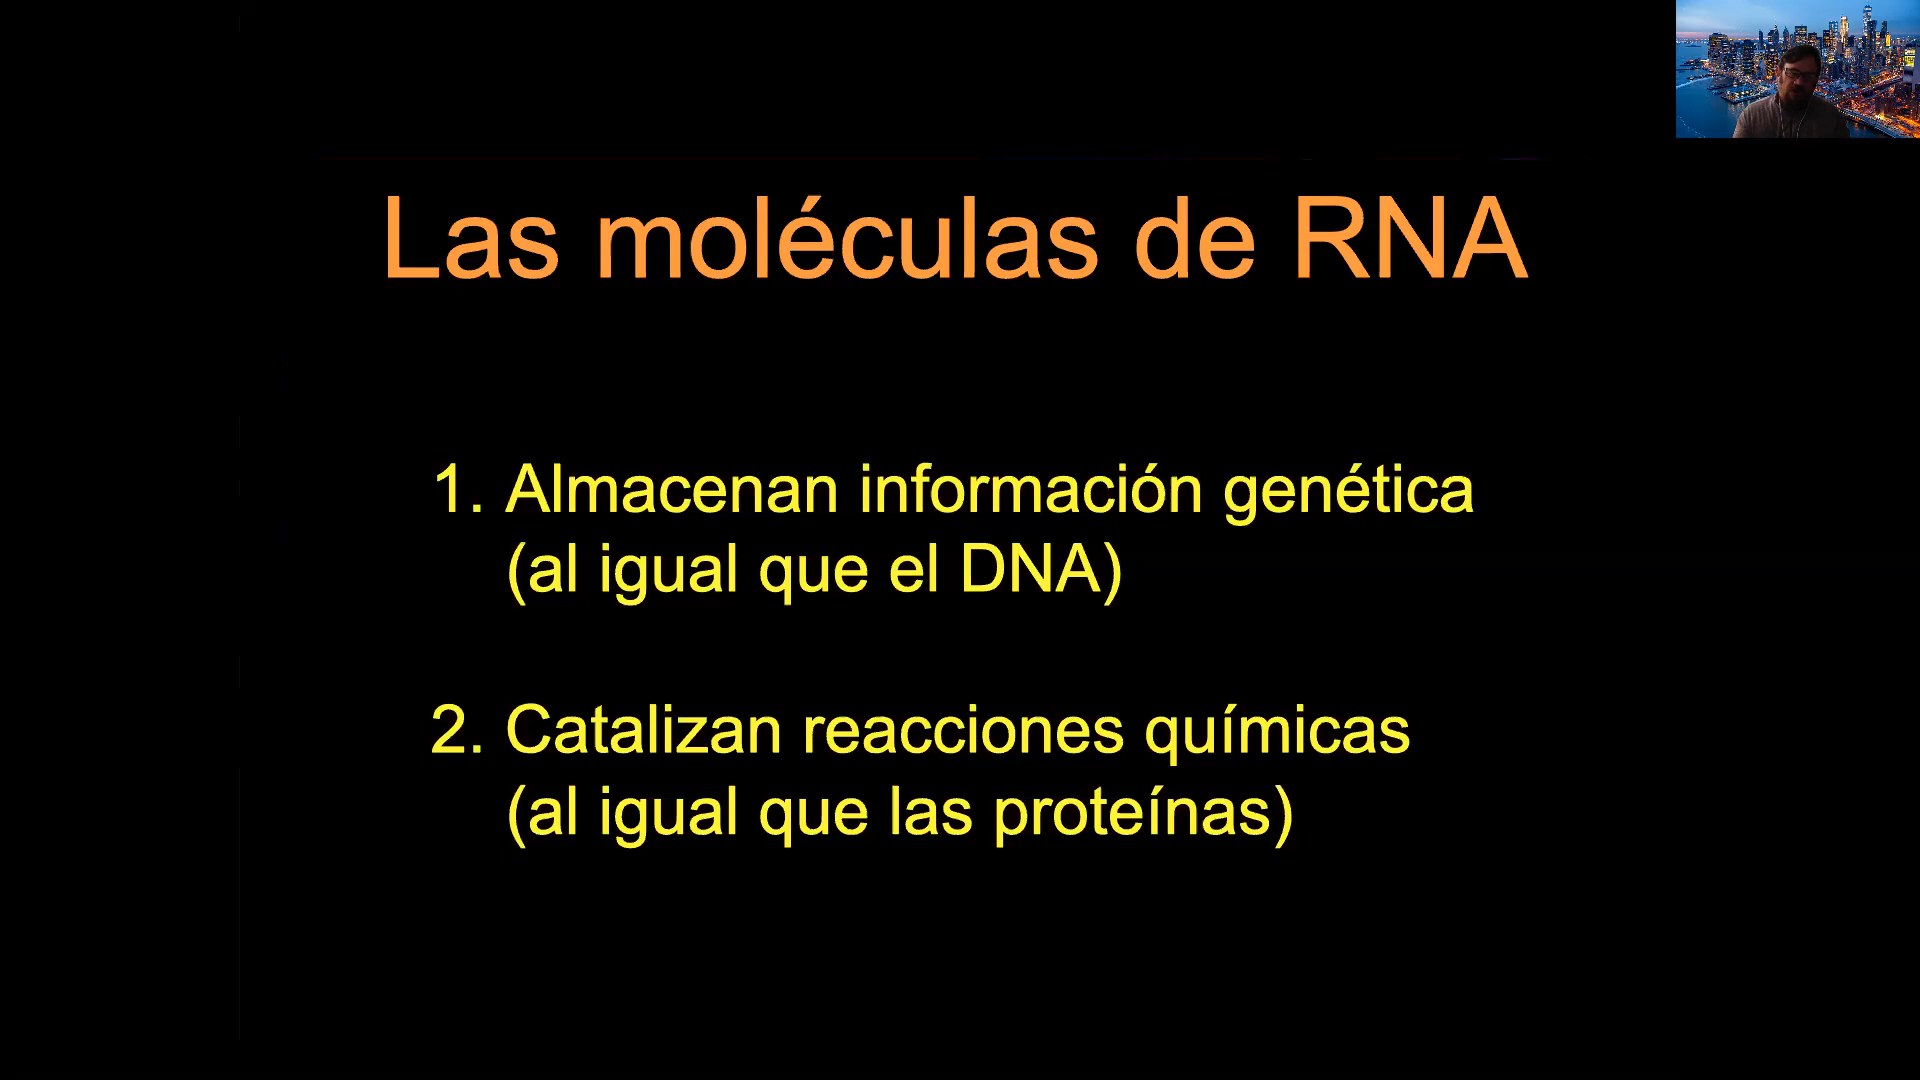 Las moléculas de RNA
1. Almacenan información genética
(al igual que el DNA)
2. Catalizan reacciones químicas
(al igual que las proteínas)